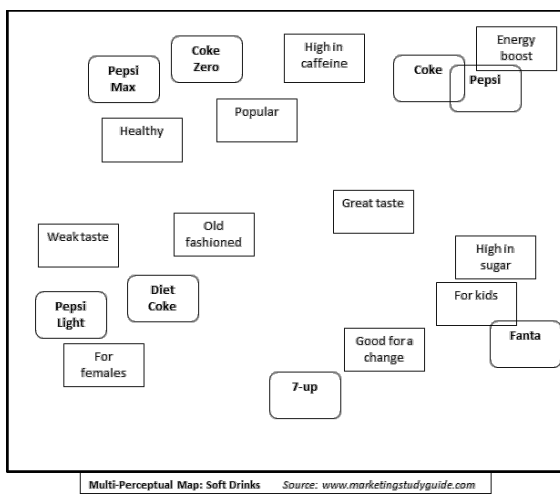 Coke
Zero
High in
caffeine
Energy
boost
Pepsi
Max
Coke
Pepsi
Healthy
Popular
Great taste
Weak taste
Old
fashioned
High in
sugar
Pepsi
Light
Diet
Coke
For kids
Fanta
For
females
Good for a
change
7-up
Multi-Perceptual Map: Soft Drinks Source: www.marketingstudyguide.com